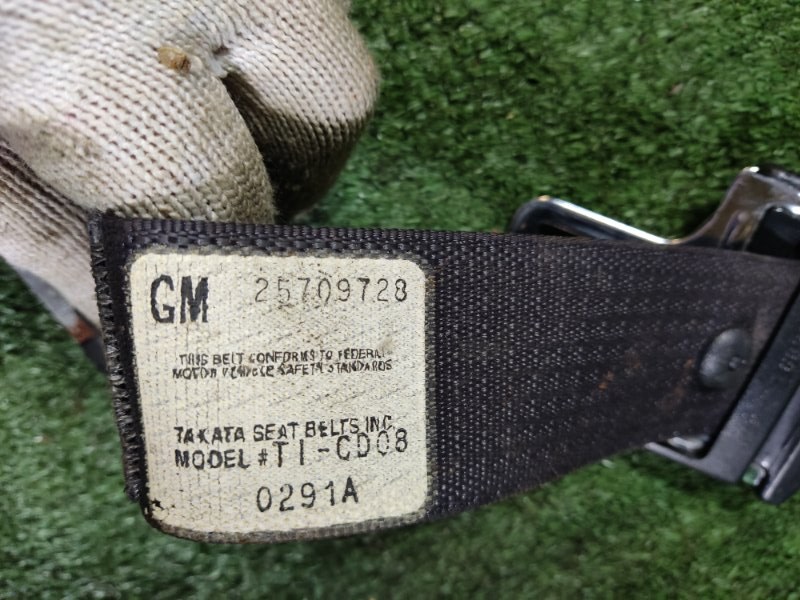 GM 25709728
THIS BELT CONFORMS TO FEDERAL
MOTOR VEHICLE SAFETY STANDARDS
TAKATA SEAT BELTS INC.
MODEL # TI-CD08
0291A